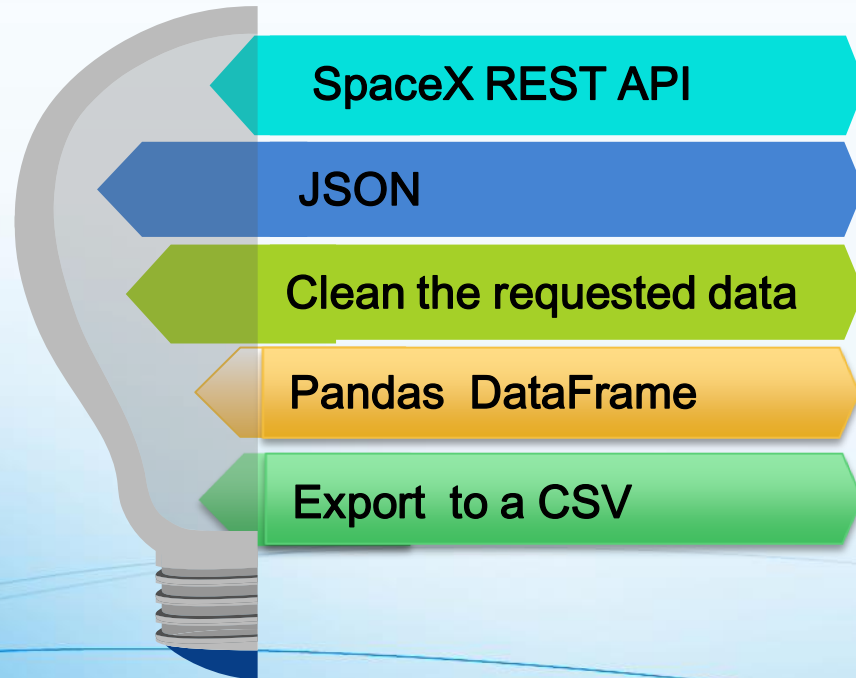 SpaceX REST API
JSON
Clean the requested data
Pandas DataFrame
Export to a CSV